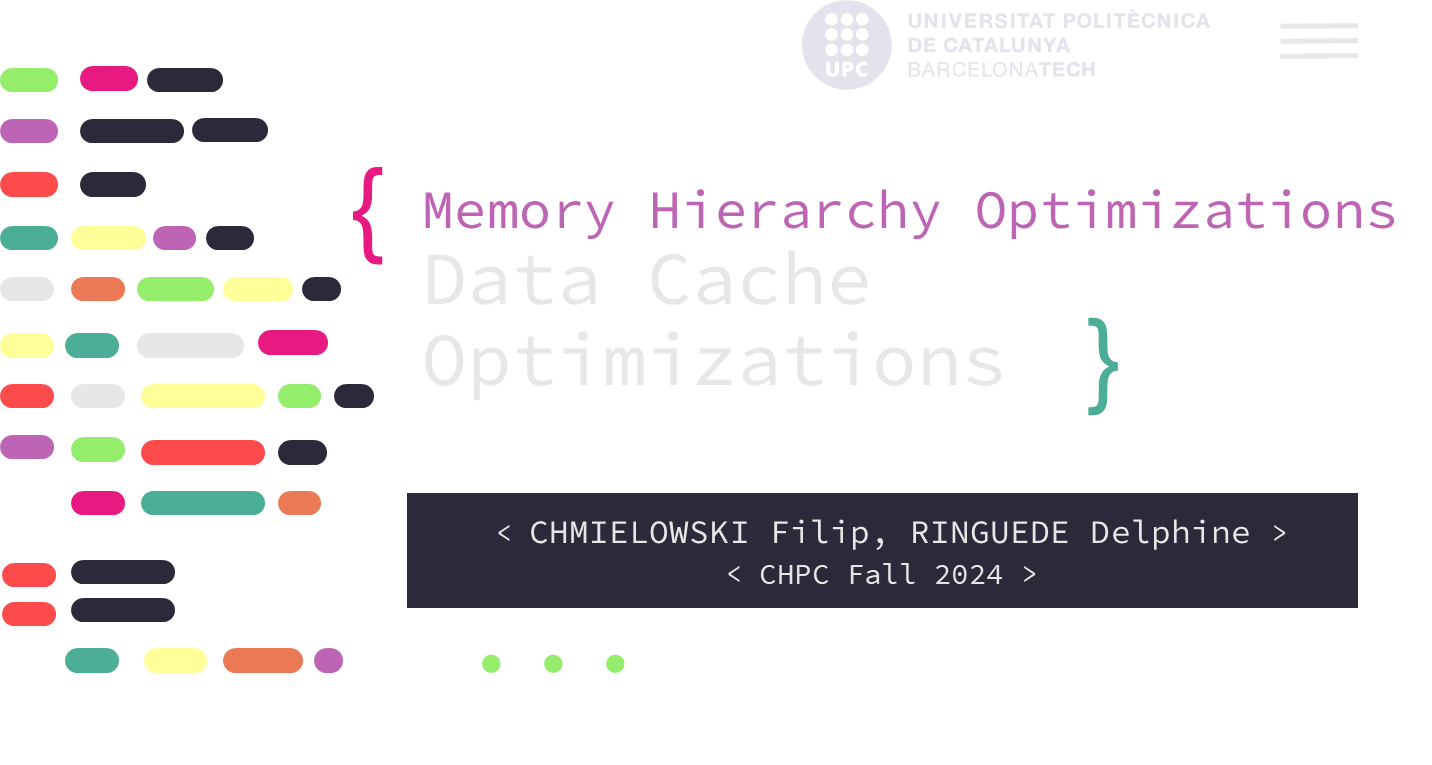 UNIVERSITAT POLITÈCNICA
DE CATALUNYA
BARCELONATECH
UPC
{ Memory Hierarchy Optimizations
Data Cache
Optimizations }
< CHMIELOWSKI Filip, RINGUEDE Delphine >
< CHPC Fall 2024 >